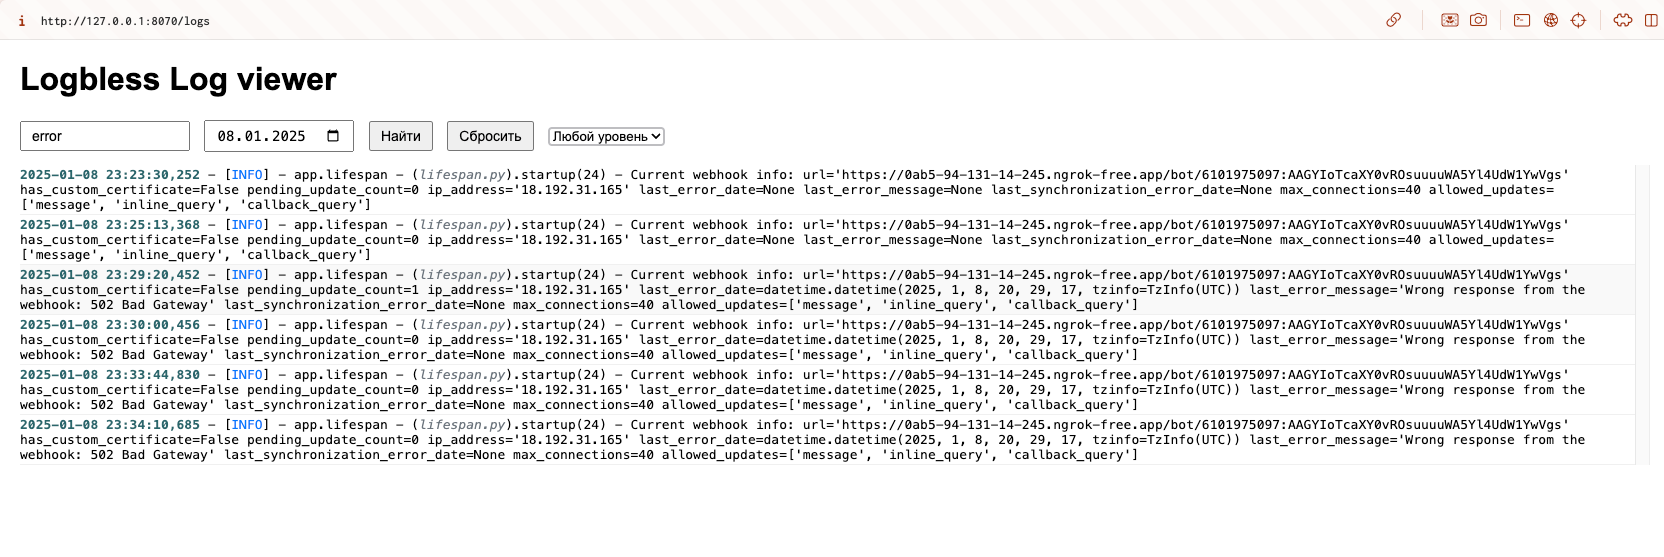 http://127.0.0.1:8070/logs
Logbless Log viewer
error
08.01.2025
Найти
Сбросить
Любой уровень
2025-01-08 23:23:30,252 – [INFO] – app.lifespan – (lifespan.py).startup(24) – Current webhook info: url='https://0ab5-94-131-14-245.ngrok-free.app/bot/6101975097:AAGYIoTcaXY0vROsuuuuWA5Yl4UdW1YwVgs'
has_custom_certificate=False pending_update_count=0 ip_address='18.192.31.165' last_error_date=None last_error_message=None last_synchronization_error_date=None max_connections=40 allowed_updates=
['message', 'inline_query', 'callback_query']
2025-01-08 23:25:13,368 – [INFO] – app.lifespan – (lifespan.py).startup(24) – Current webhook info: url='https://0ab5-94-131-14-245.ngrok-free.app/bot/6101975097:AAGYIoTcaXY0vROsuuuuWA5Yl4UdW1YwVgs'
has_custom_certificate=False pending_update_count=0 ip_address='18.192.31.165' last_error_date=None last_error_message=None last_synchronization_error_date=None max_connections=40 allowed_updates=
['message', 'inline_query', 'callback_query']
2025-01-08 23:29:20,452 – [INFO] – app.lifespan – (lifespan.py).startup(24) – Current webhook info: url='https://0ab5-94-131-14-245.ngrok-free.app/bot/6101975097:AAGYIoTcaXY0vROsuuuuWA5Yl4UdW1YwVgs'
has_custom_certificate=False pending_update_count=1 ip_address='18.192.31.165' last_error_date=datetime.datetime(2025, 1, 8, 20, 29, 17, tzinfo=TzInfo(UTC)) last_error_message='Wrong response from the
webhook: 502 Bad Gateway' last_synchronization_error_date=None max_connections=40 allowed_updates=['message', 'inline_query', 'callback_query']
2025-01-08 23:30:00,456 – [INFO] – app.lifespan – (lifespan.py).startup(24) – Current webhook info: url='https://0ab5-94-131-14-245.ngrok-free.app/bot/6101975097:AAGYIoTcaXY0vROsuuuuWA5Yl4UdW1YwVgs'
has_custom_certificate=False pending_update_count=0 ip_address='18.192.31.165' last_error_date=datetime.datetime(2025, 1, 8, 20, 29, 17, tzinfo=TzInfo(UTC)) last_error_message='Wrong response from the
webhook: 502 Bad Gateway' last_synchronization_error_date=None max_connections=40 allowed_updates=['message', 'inline_query', 'callback_query']
2025-01-08 23:33:44,830 – [INFO] – app.lifespan – (lifespan.py).startup(24) – Current webhook info: url='https://0ab5-94-131-14-245.ngrok-free.app/bot/6101975097:AAGYIoTcaXY0vROsuuuuWA5Yl4UdW1YwVgs'
has_custom_certificate=False pending_update_count=0 ip_address='18.192.31.165' last_error_date=datetime.datetime(2025, 1, 8, 20, 29, 17, tzinfo=TzInfo(UTC)) last_error_message='Wrong response from the
webhook: 502 Bad Gateway' last_synchronization_error_date=None max_connections=40 allowed_updates=['message', 'inline_query', 'callback_query']
2025-01-08 23:34:10,685 – [INFO] – app.lifespan – (lifespan.py).startup(24) – Current webhook info: url='https://0ab5-94-131-14-245.ngrok-free.app/bot/6101975097:AAGYIoTcaXY0vROsuuuuWA5Yl4UdW1YwVgs'
has_custom_certificate=False pending_update_count=0 ip_address='18.192.31.165' last_error_date=datetime.datetime(2025, 1, 8, 20, 29, 17, tzinfo=TzInfo(UTC)) last_error_message='Wrong response from the
webhook: 502 Bad Gateway' last_synchronization_error_date=None max_connections=40 allowed_updates=['message', 'inline_query', 'callback_query']